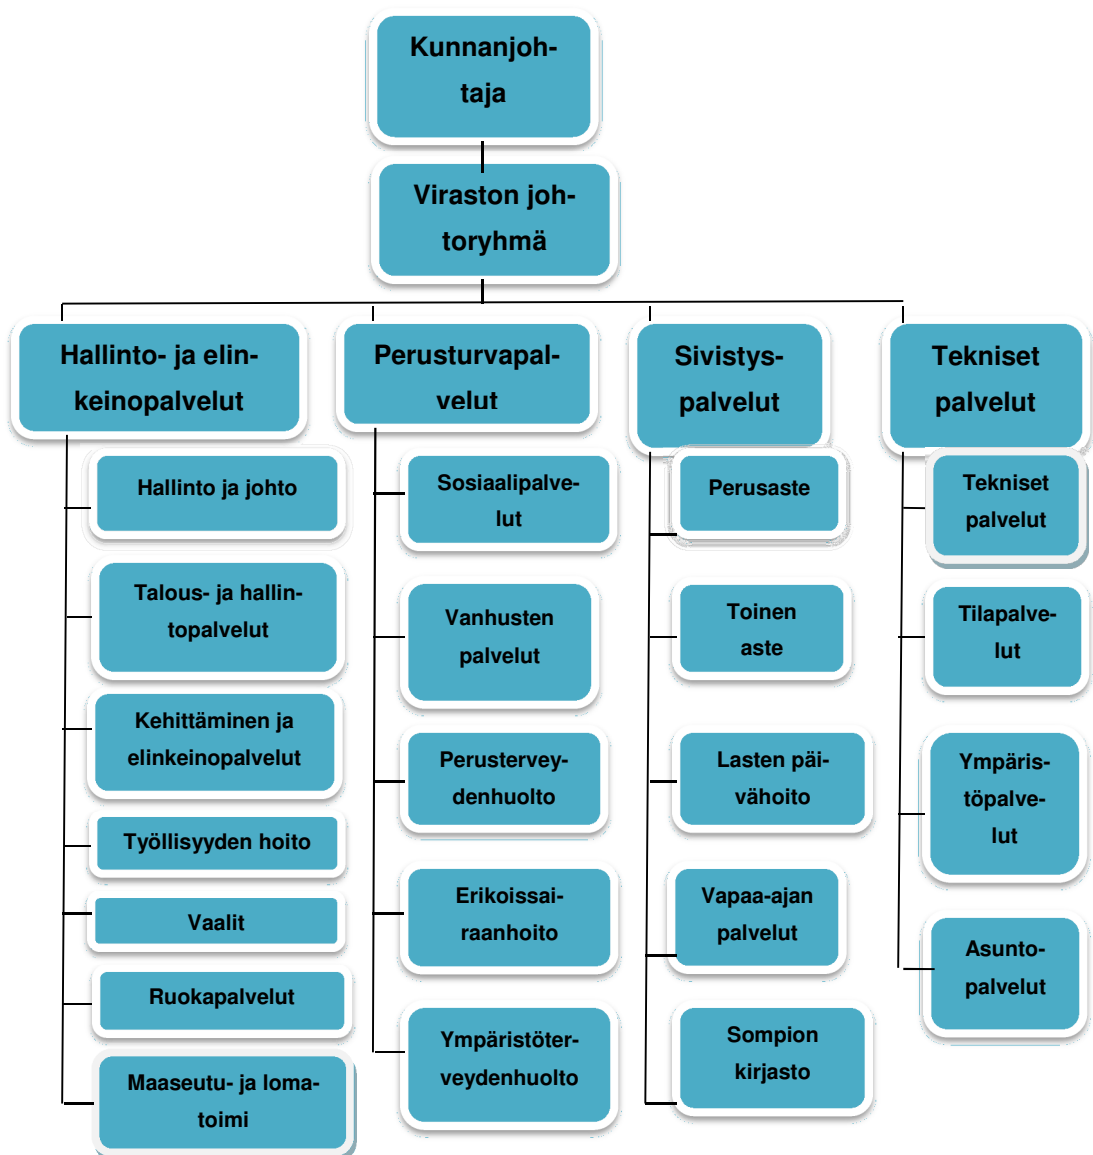 Kunnanjoh-
taja
Viraston joh-
toryhmä
Hallinto- ja elin-
keinopalvelut
Hallinto ja johto
Talous- ja hallin-
topalvelut
Kehittäminen ja
elinkeinopalvelut
Työllisyyden hoito
Vaalit
Ruokapalvelut
Maaseutu- ja loma-
toimi
Perusturvapal-
velut
Sosiaalipalve-
lut
Vanhusten
palvelut
Perustervey-
denhuolto
Erikoissai-
raanhoito
Ympäristöter-
veydenhuolto
Sivistys-
palvelut
Perusaste
Toinen
aste
Lasten päi-
vähoito
Vapaa-ajan
palvelut
Sompion
kirjasto
Tekniset
palvelut
Tekniset
palvelut
Tilapalve-
lut
Ympäris-
töpalve-
lut
Asunto-
palvelut